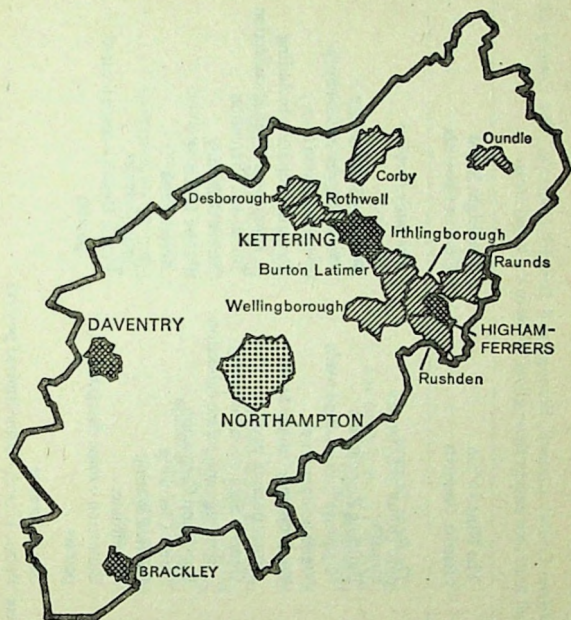 Oundle
Corby
Desborough
Rothwell
KETTERING
Irthlingborough
Burton Latimer
Raunds
Wellingborough
DAVENTRY
HIGHAM-
FERRERS
Rushden
NORTHAMPTON
BRACKLEY